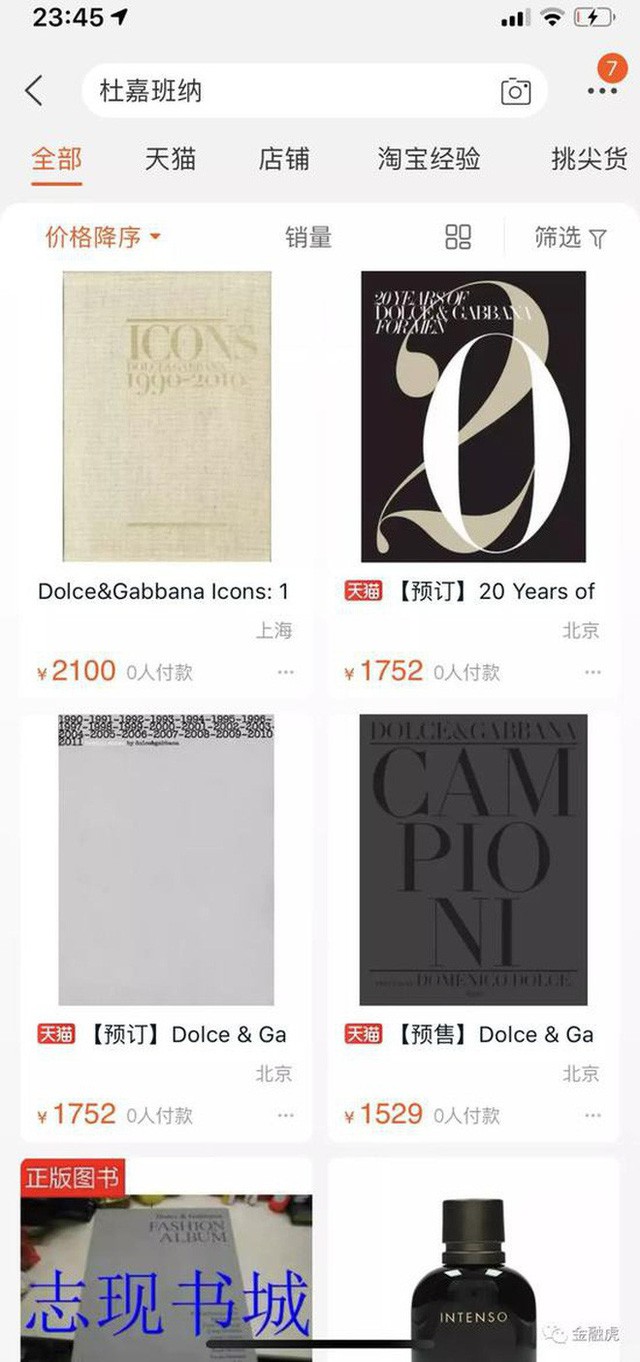 23:45
7
杜嘉班纳
全部 天猫 店铺 淘宝经验 挑尖货
价格降序 销量 筛选
ICONS
DOLCE&GABBANA
1990-2010
20 YEARS OF
DOLCE & GABBANA
FOR MEN
20
Dolce&Gabbana Icons: 1
上海
¥2100 0人付款 ...
天猫 【预订】20 Years of
北京
¥1752 0人付款 ...
1990-1991-1992-1993-1994-1995-1996-
1997-1998-1999-2000-2001-2002-2003-
2004-2005-2006-2007-2008-2009-2010
2011
by dolce&gabbana
DOLCE&GABBANA
CAM
PIO
NI
DOMENICO DOLCE
天猫 【预订】Dolce & Ga
北京
¥1752 0人付款 ...
天猫 【预售】Dolce & Ga
北京
¥1529 0人付款 ...
正版图书
Dolce & Gabbana
FASHION
ALBUM
志现书城
INTENSO
金融虎